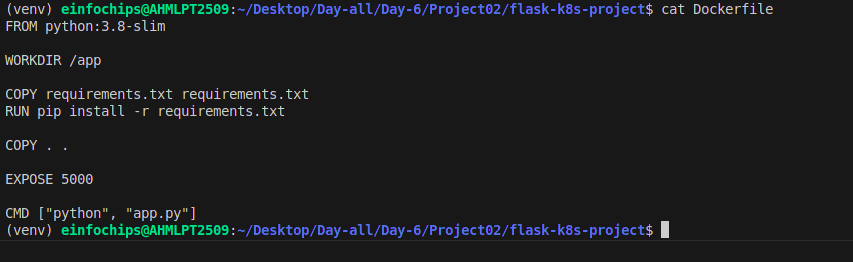 (venv) einfochips@AHMLPT2509:~/Desktop/Day-all/Day-6/Project02/flask-k8s-project$ cat Dockerfile
FROM python:3.8-slim
WORKDIR /app
COPY requirements.txt requirements.txt
RUN pip install -r requirements.txt
COPY . .
EXPOSE 5000
CMD ["python", "app.py"]
(venv) einfochips@AHMLPT2509:~/Desktop/Day-all/Day-6/Project02/flask-k8s-project$